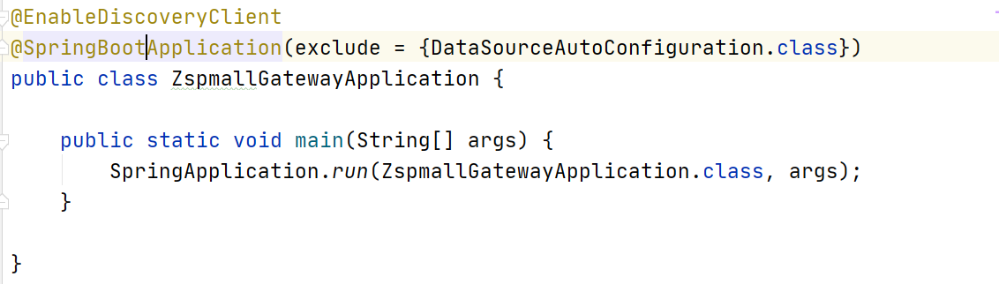 @EnableDiscoveryClient
@SpringBootApplication(exclude = {DataSourceAutoConfiguration.class})
public class ZspmallGatewayApplication {
public static void main(String[] args) {
SpringApplication.run(ZspmallGatewayApplication.class, args);
}
}